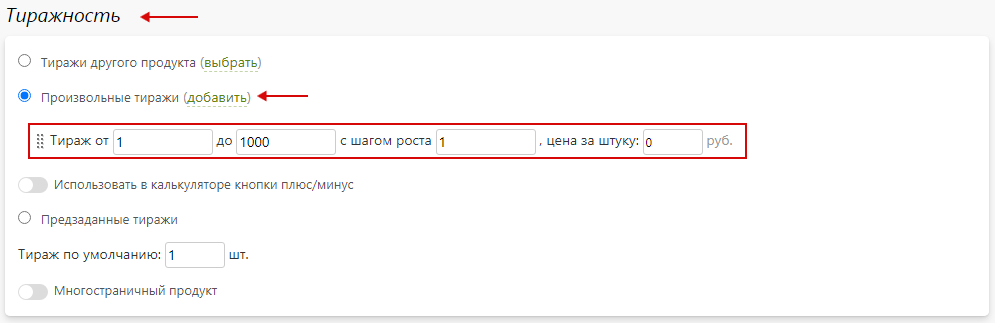 Тиражность
Тиражи другого продукта (выбрать)
Произвольные тиражи (добавить)
Тираж от 1 до 1000 с шагом роста 1 , цена за штуку: 0 руб.
Использовать в калькуляторе кнопки плюс/минус
Предзаданные тиражи
Тираж по умолчанию: 1 шт.
Многостраничный продукт